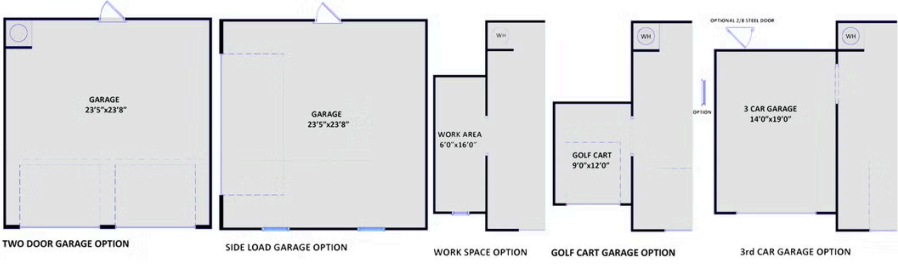 GARAGE
23'5"x23'8"
TWO DOOR GARAGE OPTION
GARAGE
23'5"x23'8"
SIDE LOAD GARAGE OPTION
WH
WORK AREA
6'0"x16'0"
WORK SPACE OPTION
WH
GOLF CART
9'0"x12'0"
GOLF CART GARAGE OPTION
OPTIONAL 2/8 STEEL DOOR
OPTION
WH
3 CAR GARAGE
14'0"x19'0"
3rd CAR GARAGE OPTION